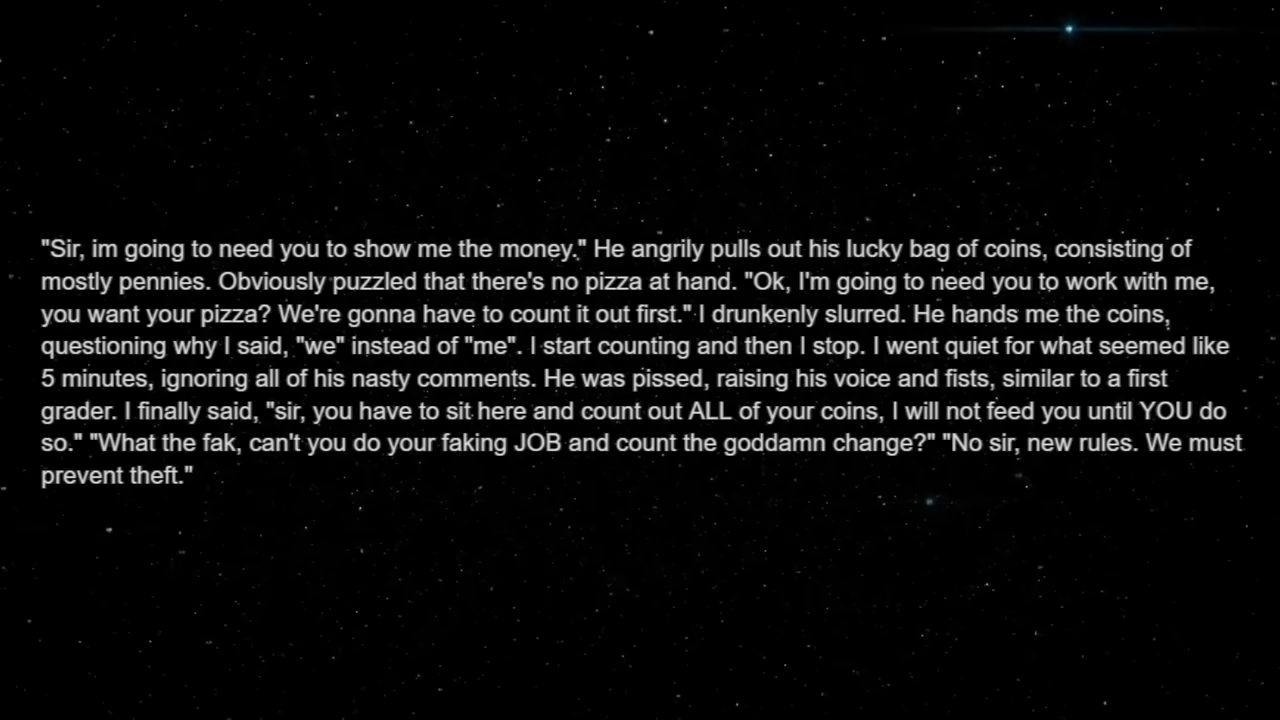 "Sir, im going to need you to show me the money." He angrily pulls out his lucky bag of coins, consisting of
mostly pennies. Obviously puzzled that there's no pizza at hand. "Ok, I'm going to need you to work with me,
you want your pizza? We're gonna have to count it out first." I drunkenly slurred. He hands me the coins,
questioning why I said, "we" instead of "me". I start counting and then I stop. I went quiet for what seemed like
5 minutes, ignoring all of his nasty comments. He was pissed, raising his voice and fists, similar to a first
grader. I finally said, "sir, you have to sit here and count out ALL of your coins, I will not feed you until YOU do
so." "What the fak, can't you do your faking JOB and count the goddamn change?" "No sir, new rules. We must
prevent theft."